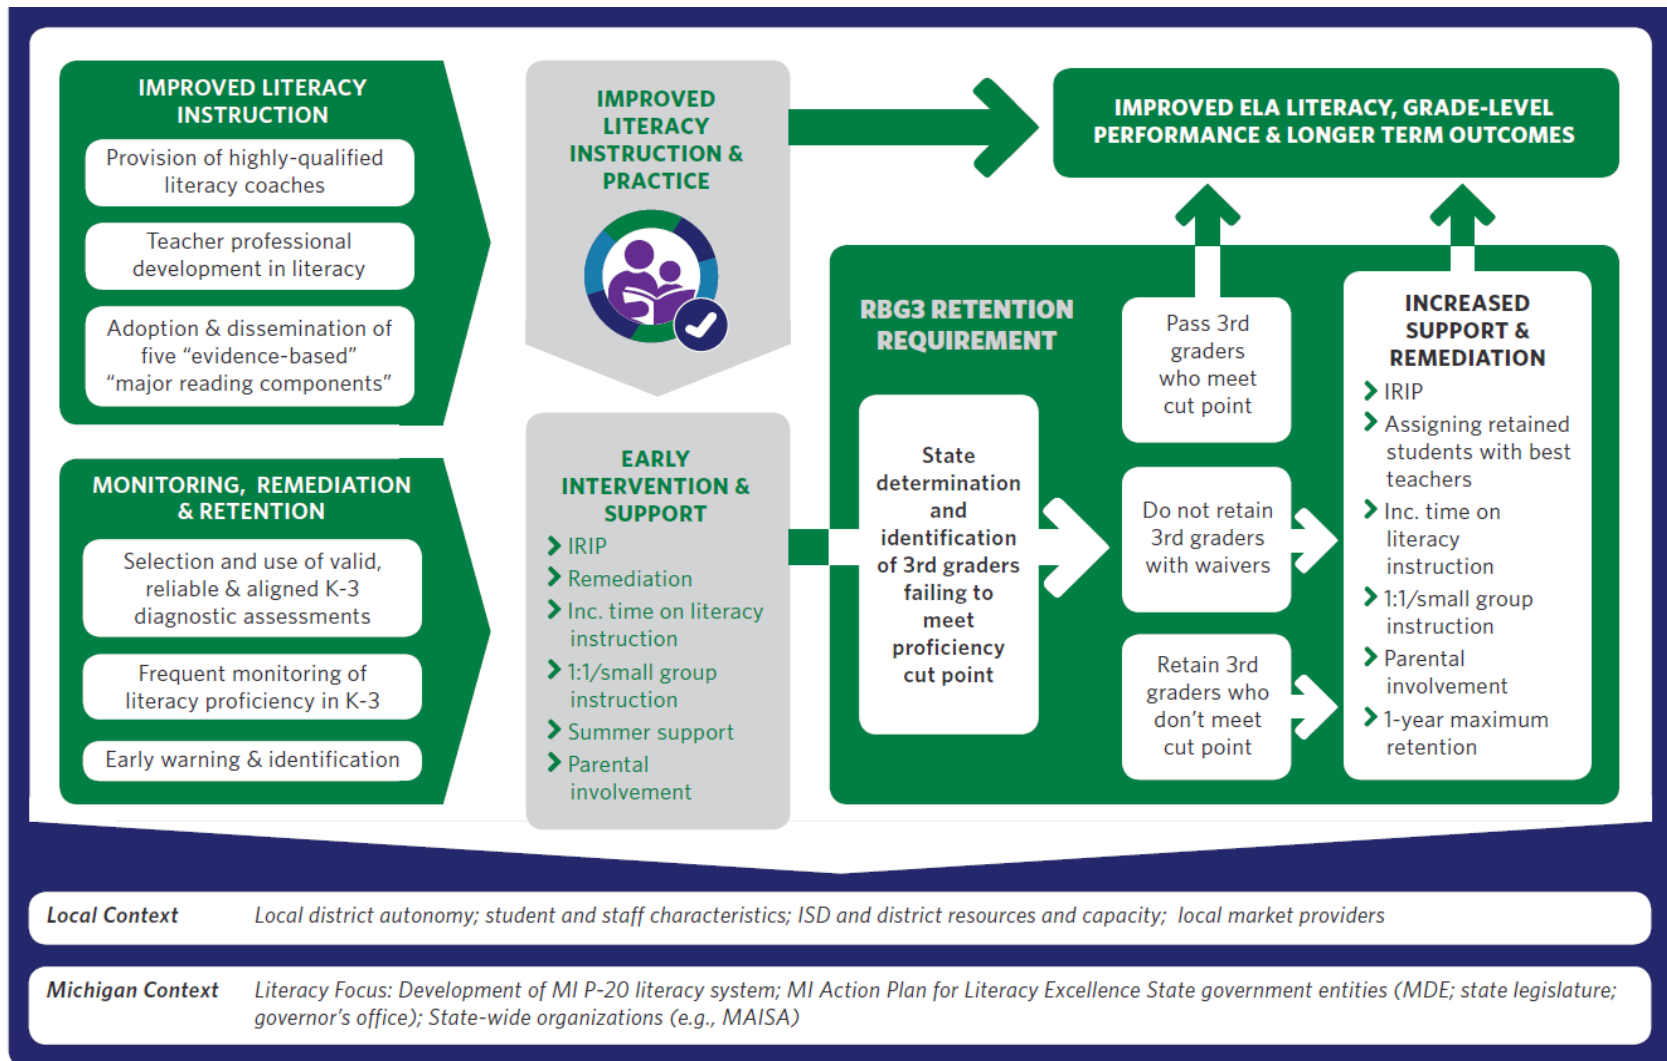 IMPROVED LITERACY
INSTRUCTION
Provision of highly-qualified
literacy coaches
Teacher professional
development in literacy
Adoption & dissemination of
five “evidence-based”
“major reading components”
MONITORING, REMEDIATION
& RETENTION
Selection and use of valid,
reliable & aligned K-3
diagnostic assessments
Frequent monitoring of
literacy proficiency in K-3
Early warning & identification
IMPROVED
LITERACY
INSTRUCTION &
PRACTICE
EARLY
INTERVENTION &
SUPPORT
IRIP
Remediation
Inc. time on literacy
instruction
1:1/small group
instruction
Summer support
Parental
involvement
IMPROVED ELA LITERACY, GRADE-LEVEL
PERFORMANCE & LONGER TERM OUTCOMES
RBG3 RETENTION
REQUIREMENT
State
determination
and
identification
of 3rd graders
failing to
meet
proficiency
cut point
Pass 3rd
graders
who meet
cut point
Do not retain
3rd graders
with waivers
Retain 3rd
graders who
don’t meet
cut point
INCREASED
SUPPORT &
REMEDIATION
IRIP
Assigning retained
students with best
teachers
Inc. time on
literacy
instruction
1:1/small group
instruction
Parental
involvement
1-year maximum
retention
Local Context Local district autonomy; student and staff characteristics; ISD and district resources and capacity; local market providers
Michigan Context Literacy Focus: Development of MI P-20 literacy system; MI Action Plan for Literacy Excellence State government entities (MDE; state legislature;
governor’s office); State-wide organizations (e.g., MAISA)